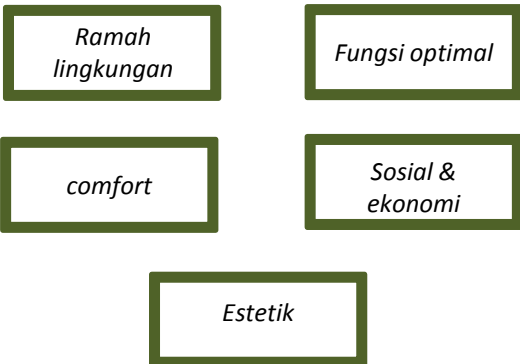 Ramah
lingkungan
Fungsi optimal
comfort
Sosial &
ekonomi
Estetik